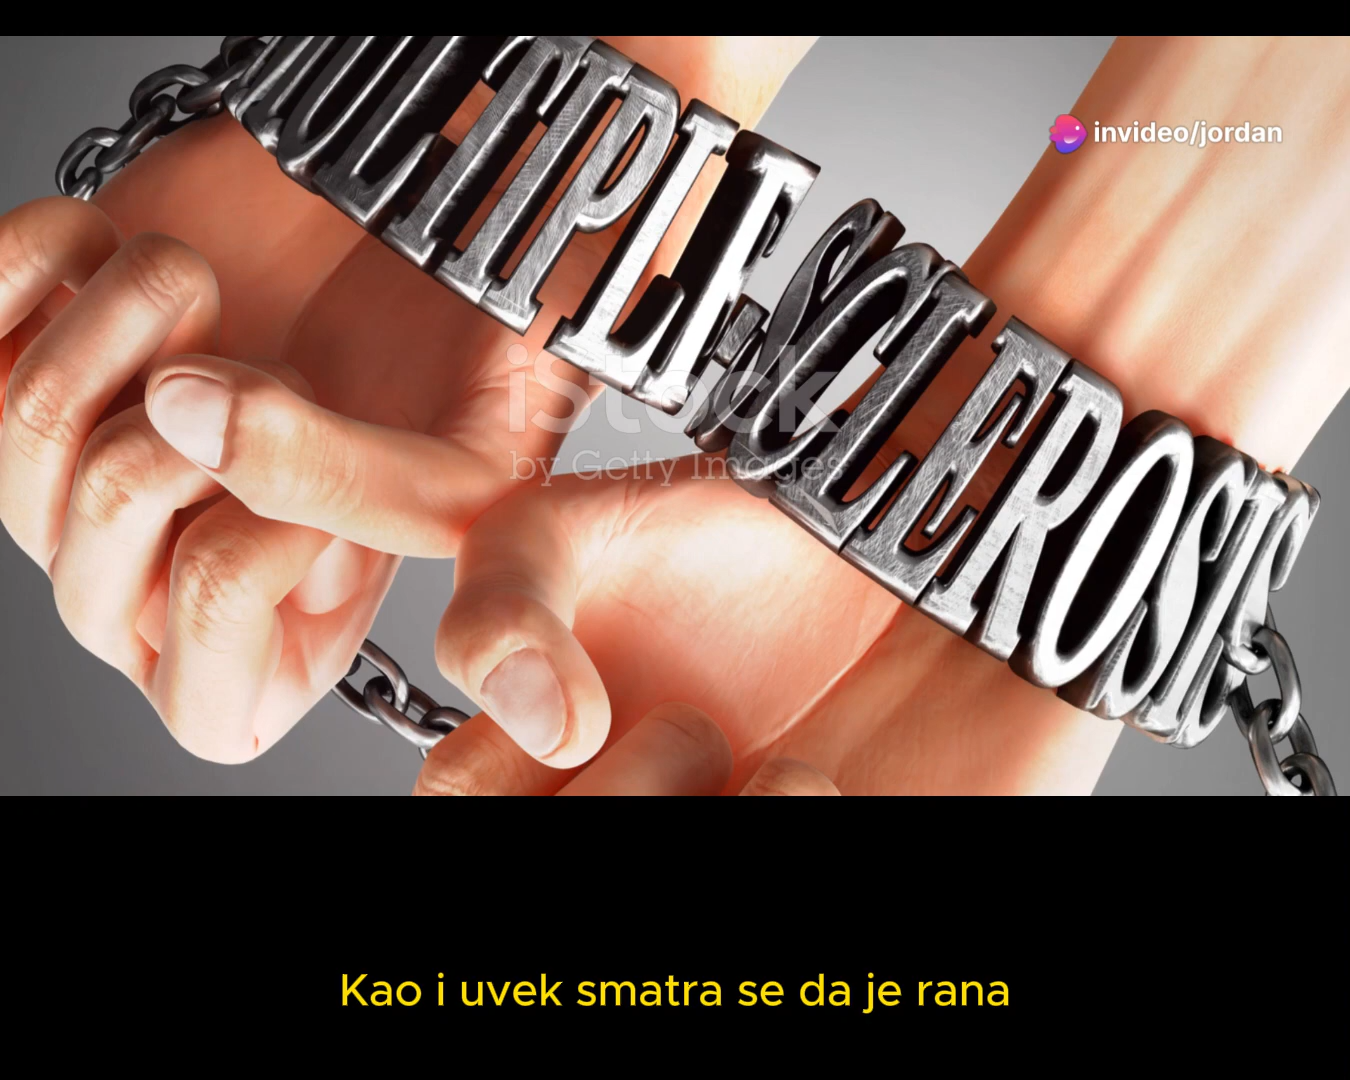 MULTIPLE-SCLEROSIS
invideo/jordan
iStock
by Getty Images
Kao i uvek smatra se da je rana